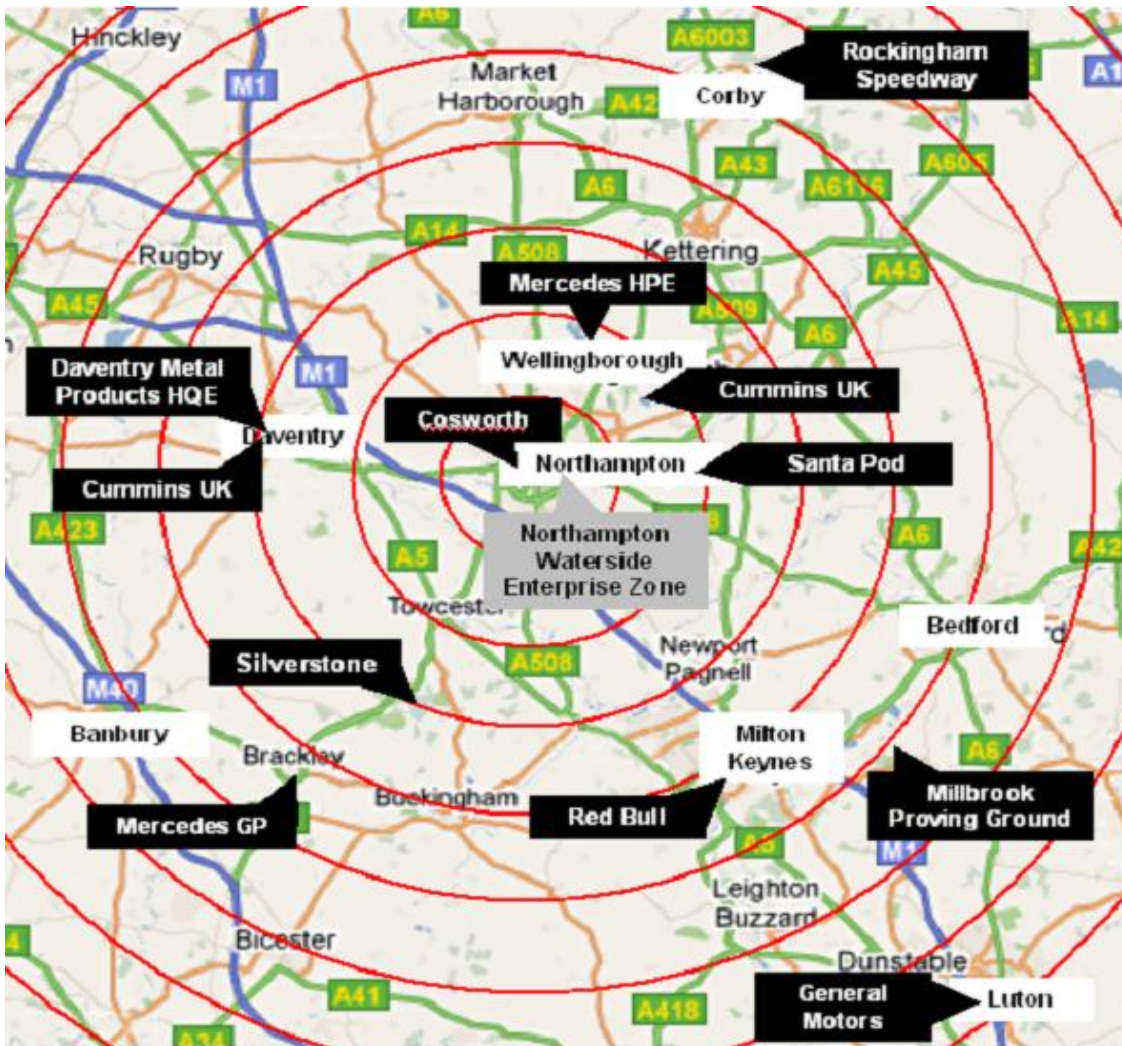 A6
A6003
Hinckley
Rockingham
Speedway
M1
Market
Harborough
A42
Corby
A1
A43
A605
A6
A6116
A14
A508
Kettering
Rugby
A45
A45
Mercedes HPE
A509
A14
A6
Wellingborough
Daventry Metal
Products HQE
M1
Cummins UK
Cosworth
Daventry
Northampton
Santa Pod
Cummins UK
A423
Northampton
Waterside
Enterprise Zone
A5
A6
A42
Towcester
Bedford
Silverstone
A508
Newport
Pagnell
M40
Banbury
Brackley
Milton
Keynes
A6
Buckingham
Millbrook
Proving Ground
Mercedes GP
Red Bull
A5
M1
Leighton
Buzzard
Bicester
Dunstable
A41
A418
General
Motors
Luton
A34